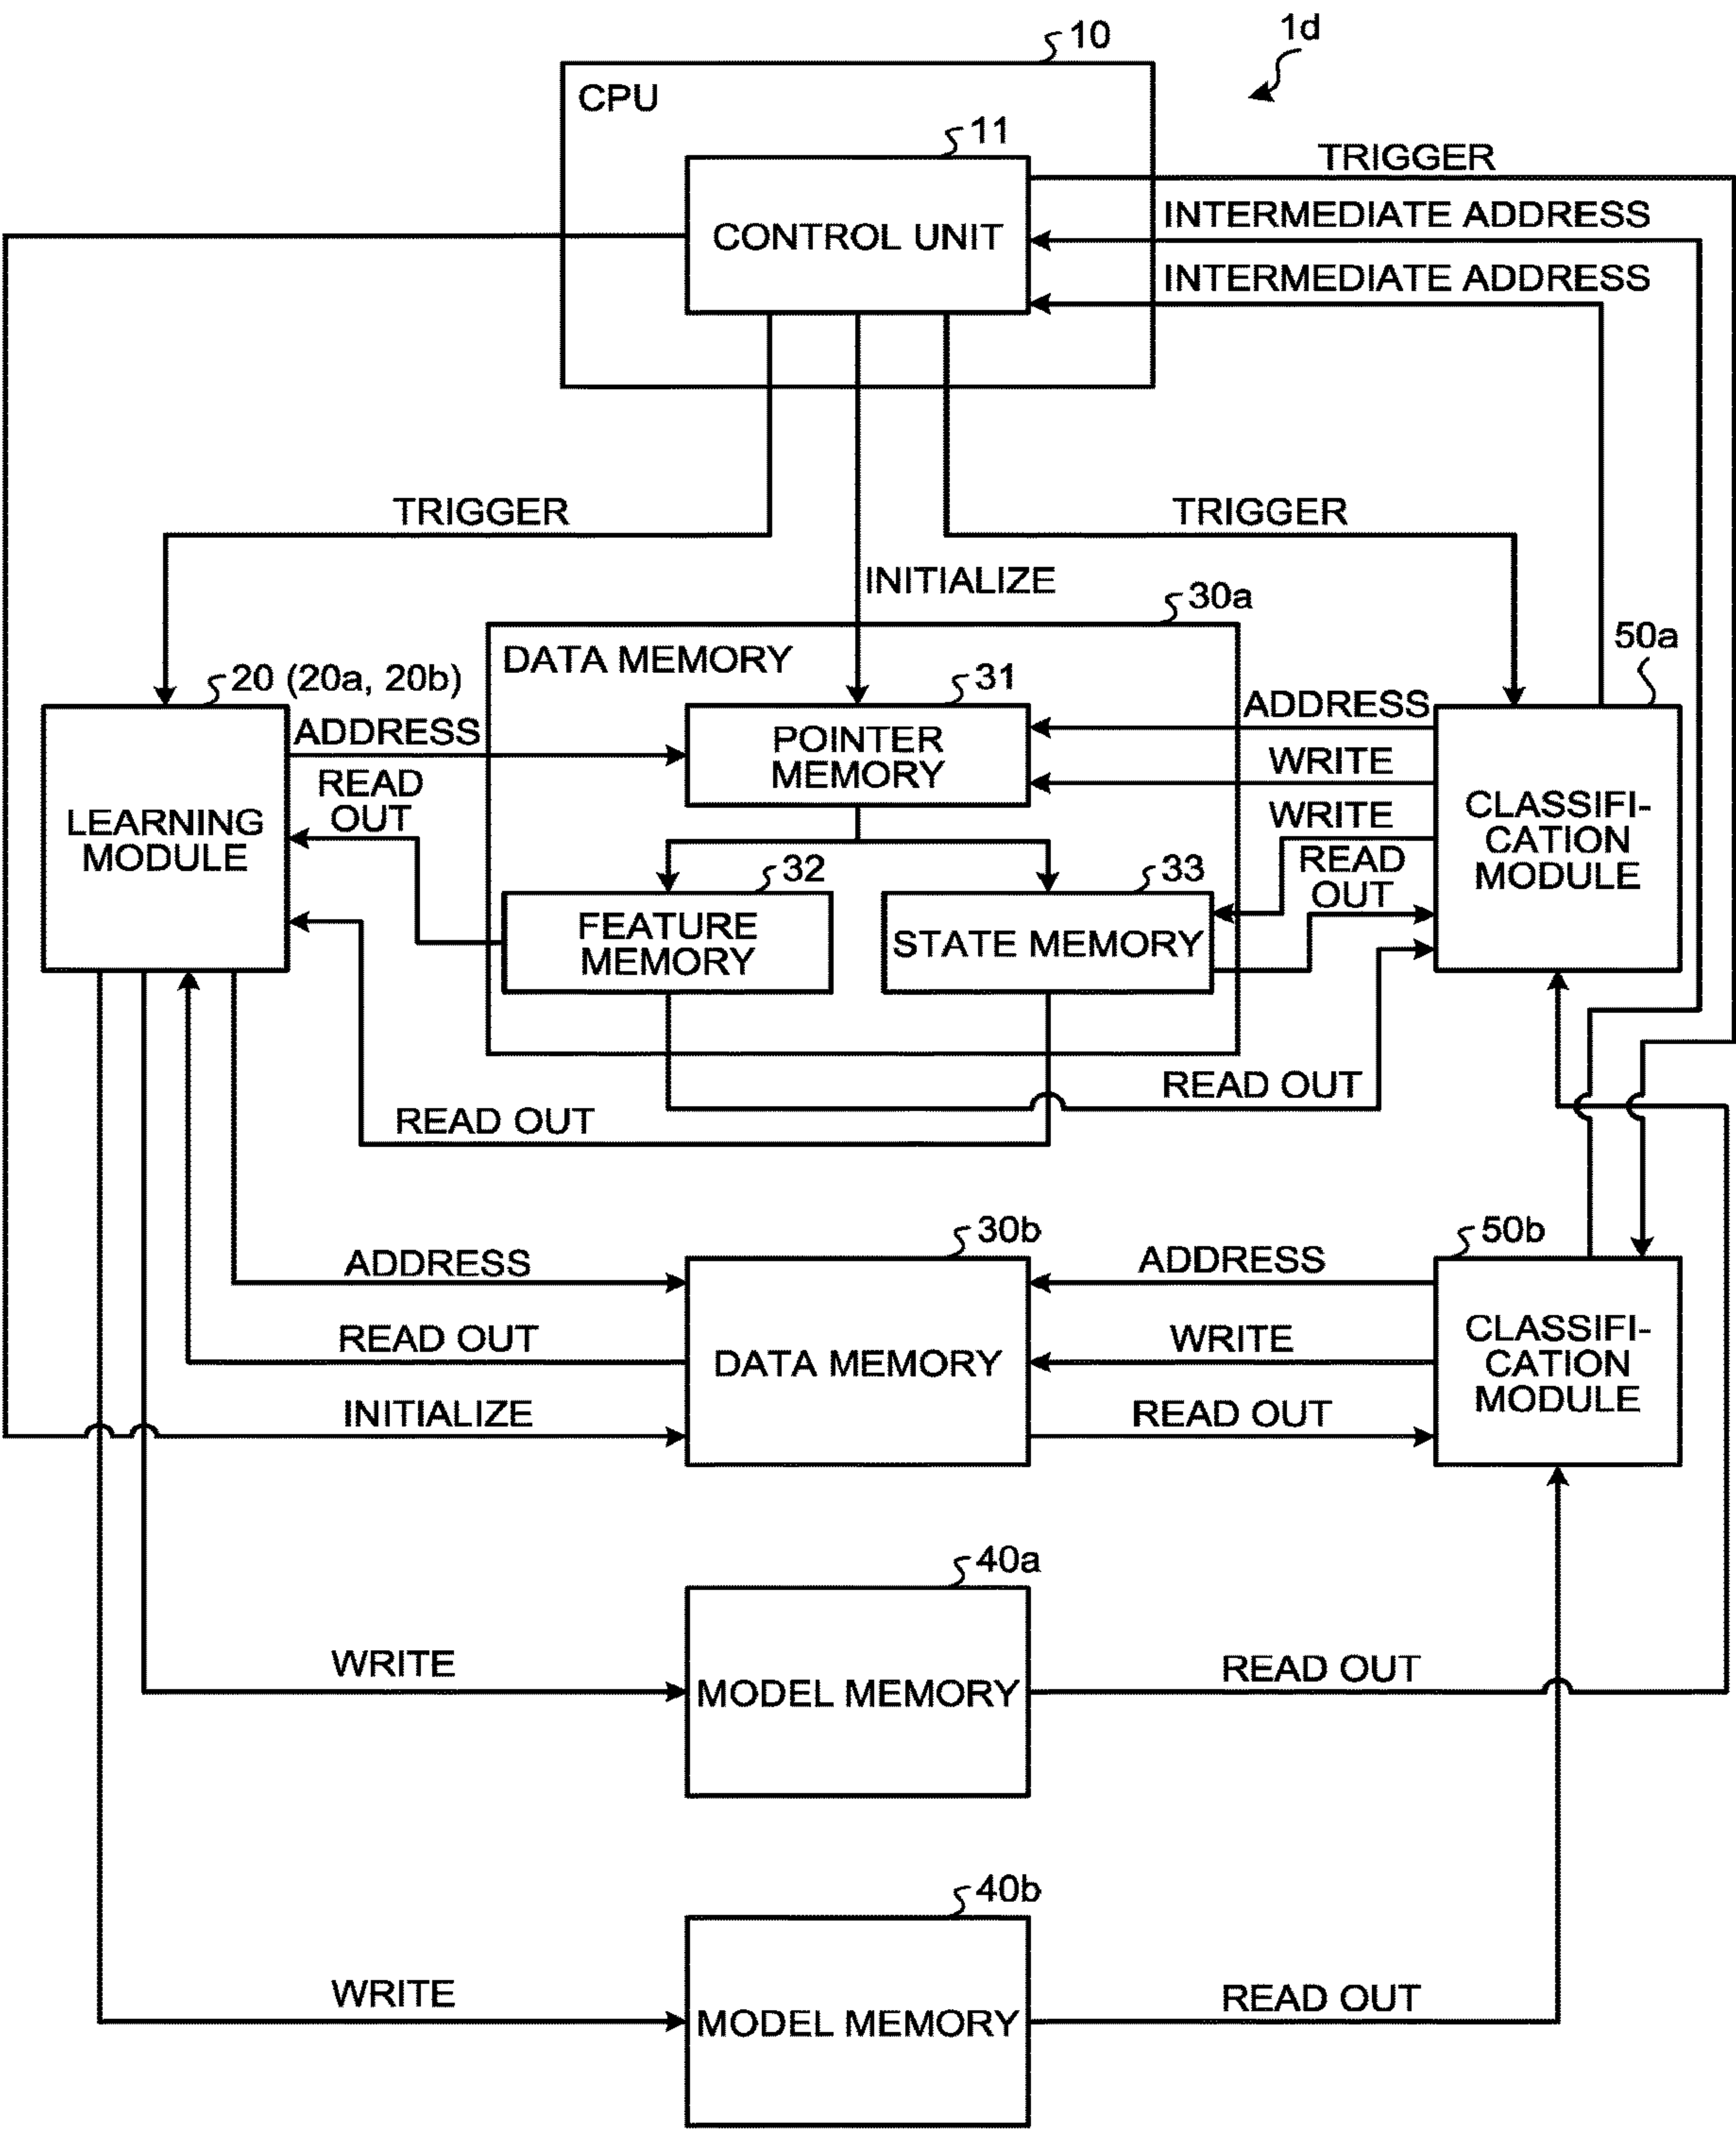 1d
10
CPU
11
TRIGGER
CONTROL UNIT
INTERMEDIATE ADDRESS
INTERMEDIATE ADDRESS
TRIGGER
TRIGGER
INITIALIZE
30a
DATA MEMORY
50a
20 (20a, 20b)
31
ADDRESS
POINTER
MEMORY
ADDRESS
WRITE
READ
OUT
LEARNING
MODULE
WRITE
READ
OUT
CLASSIFI-
CATION
MODULE
32
33
FEATURE
MEMORY
STATE MEMORY
READ OUT
READ OUT
30b
50b
ADDRESS
ADDRESS
READ OUT
DATA MEMORY
WRITE
CLASSIFI-
CATION
MODULE
INITIALIZE
READ OUT
40a
WRITE
MODEL MEMORY
READ OUT
40b
WRITE
MODEL MEMORY
READ OUT